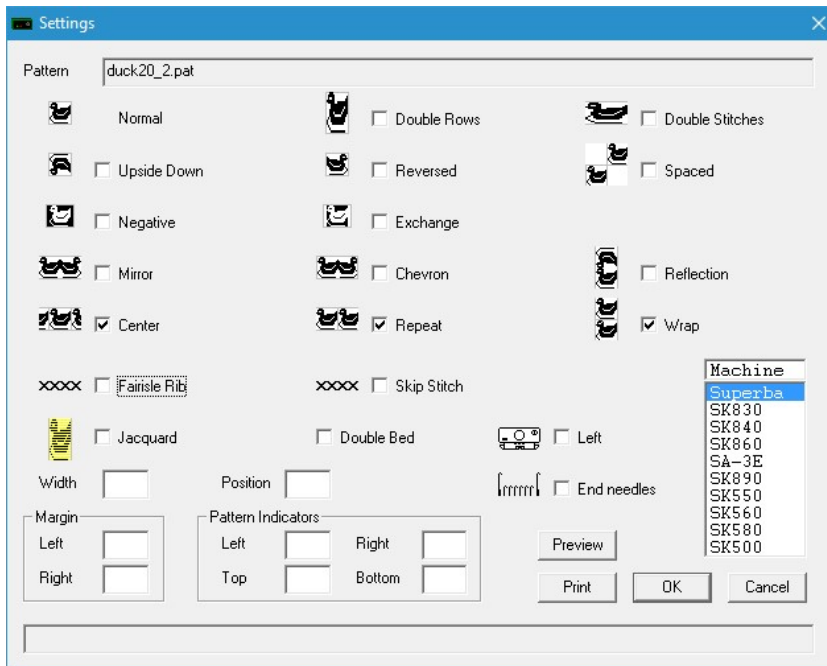 Settings
Pattern duck20_2.pat
Normal Double Rows Double Stitches
Upside Down Reversed Spaced
Negative Exchange
Mirror Chevron Reflection
Center Repeat Wrap
Machine
xxxx Fairisle Rib xxxx Skip Stitch
Superba
SK830
SK840
SK860
SA-3E
SK890
SK550
SK560
SK580
SK500
Jacquard Double Bed Left
Width Position End needles
Margin Pattern Indicators
Left Left Right
Right Top Bottom
Preview
Print OK Cancel